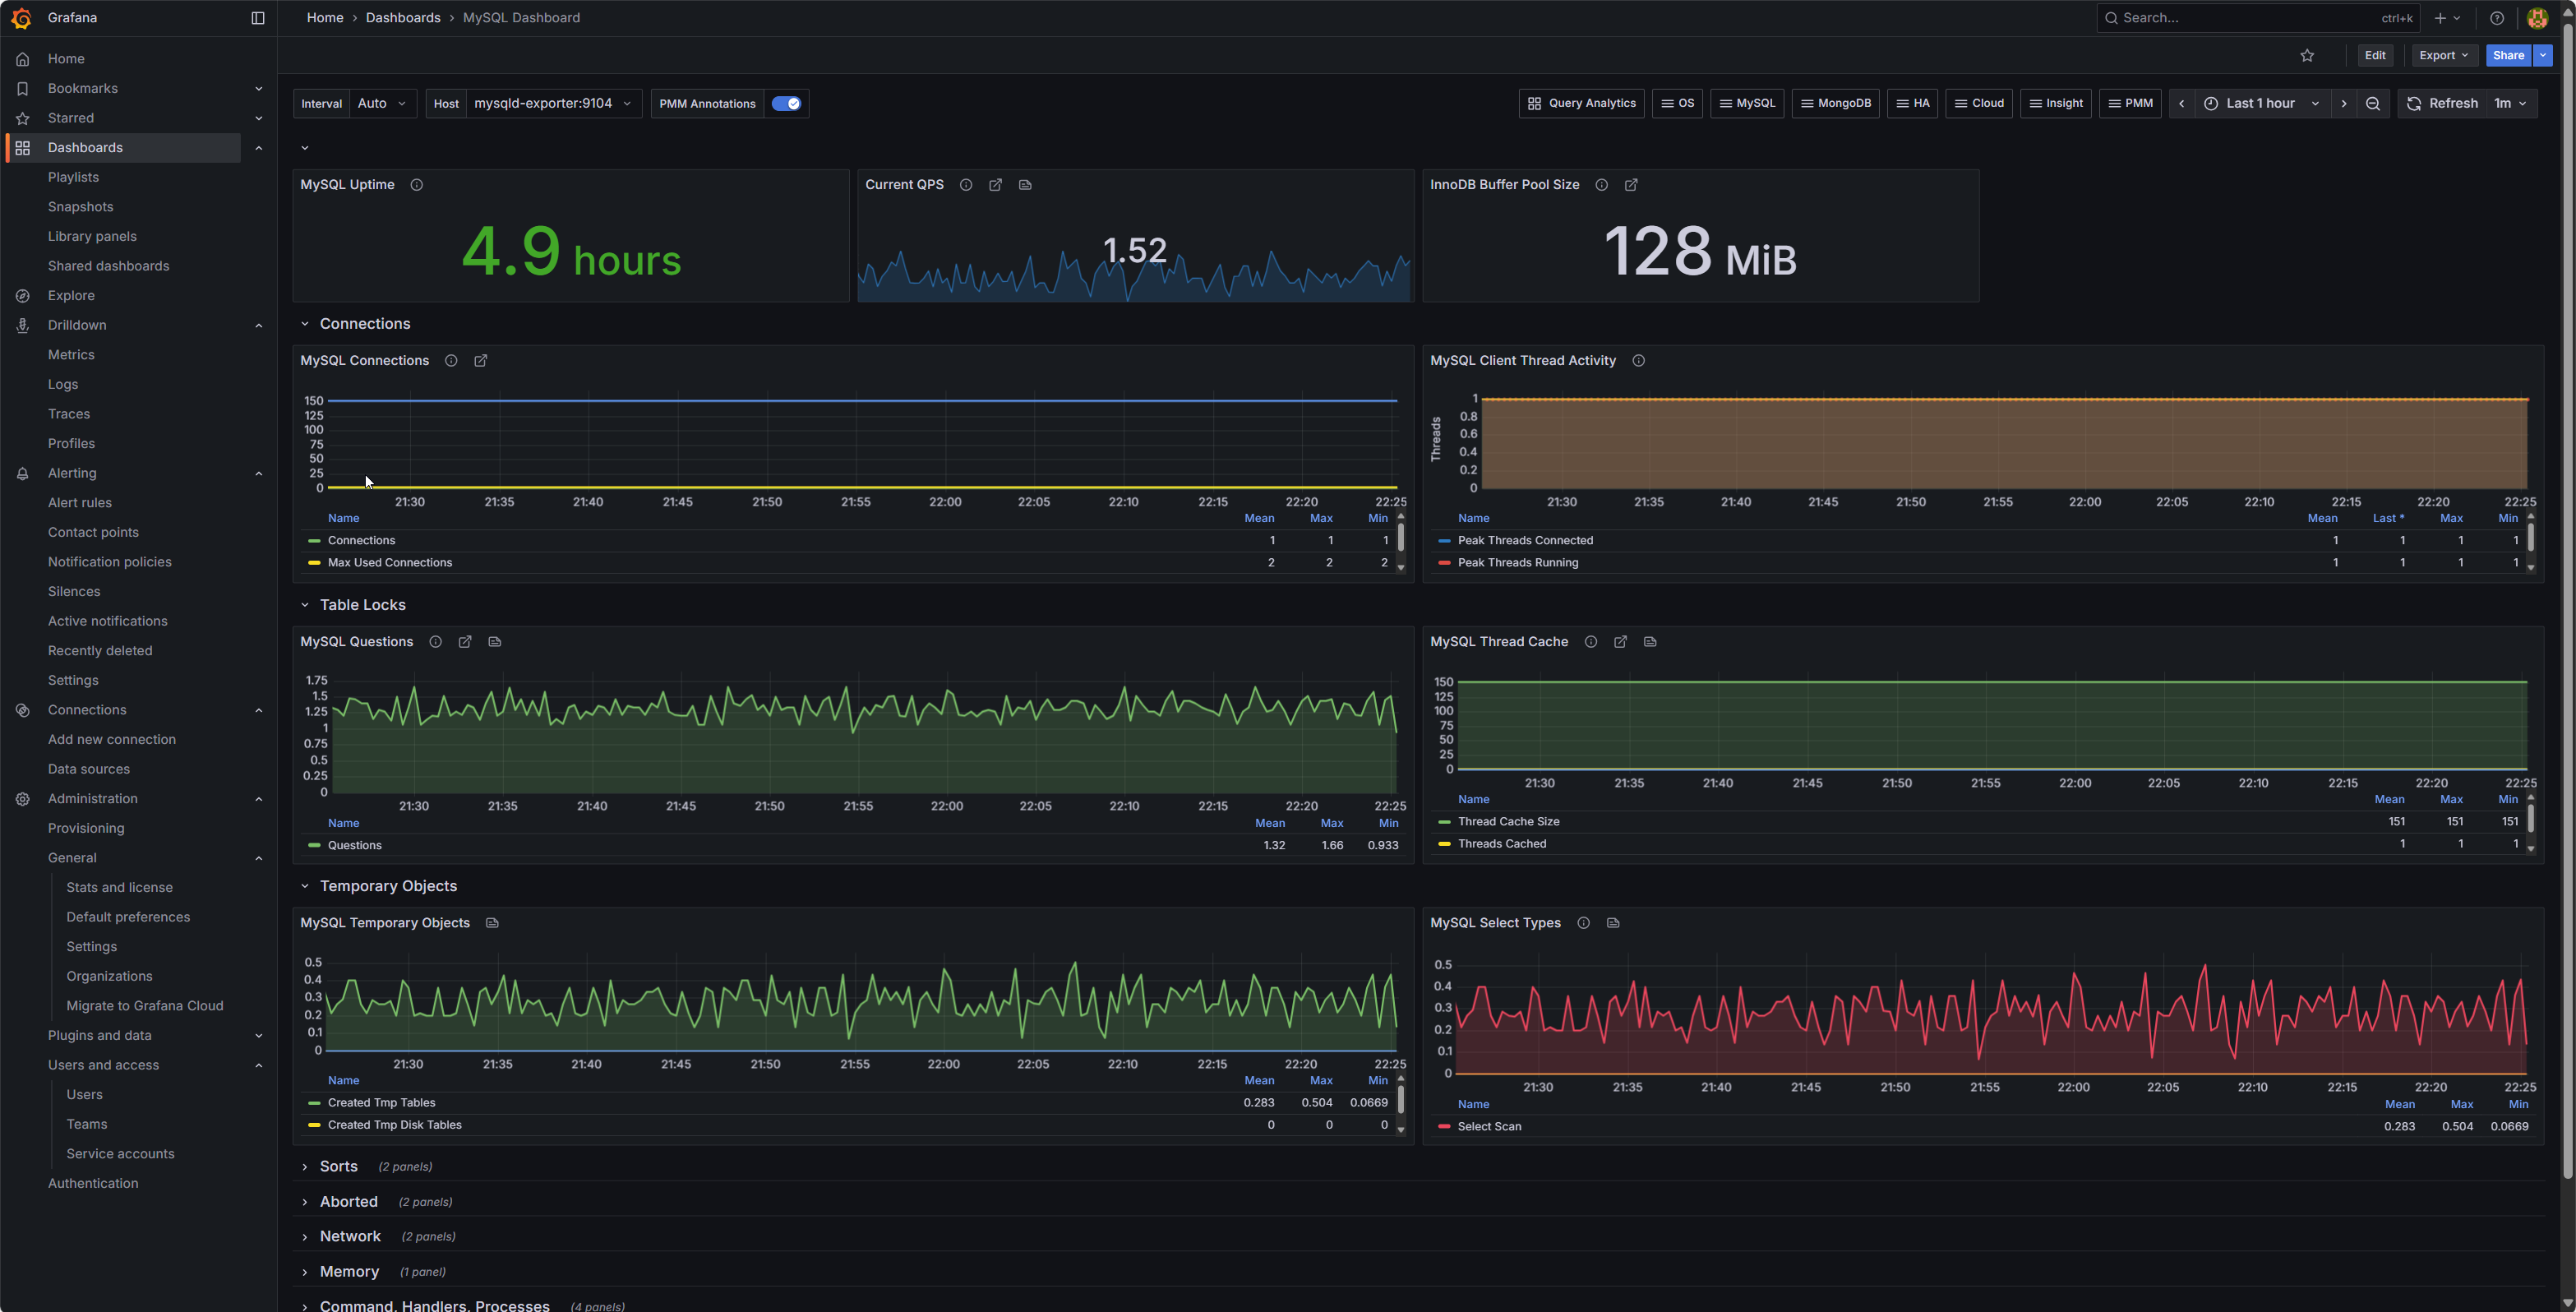 Grafana
Home › Dashboards › MySQL Dashboard
Search... ctrl+k
Edit Export Share
Home
Bookmarks
Starred
Dashboards
Playlists
Snapshots
Library panels
Shared dashboards
Explore
Drilldown
Metrics
Logs
Traces
Profiles
Alerting
Alert rules
Contact points
Notification policies
Silences
Active notifications
Recently deleted
Settings
Connections
Add new connection
Data sources
Administration
Provisioning
General
Stats and license
Default preferences
Settings
Organizations
Migrate to Grafana Cloud
Plugins and data
Users and access
Users
Teams
Service accounts
Authentication
Interval Auto Host mysqld-exporter:9104 PMM Annotations
Query Analytics OS MySQL MongoDB HA Cloud Insight PMM Last 1 hour Refresh 1m
MySQL Uptime
4.9 hours
Current QPS
1.52
InnoDB Buffer Pool Size
128 MiB
Connections
MySQL Connections
150
125
100
75
50
25
0
21:30 21:35 21:40 21:45 21:50 21:55 22:00 22:05 22:10 22:15 22:20 22:25
Name Mean Max Min
Connections 1 1 1
Max Used Connections 2 2 2
MySQL Client Thread Activity
Threads
1
0.8
0.6
0.4
0.2
0
21:30 21:35 21:40 21:45 21:50 21:55 22:00 22:05 22:10 22:15 22:20 22:25
Name Mean Last * Max Min
Peak Threads Connected 1 1 1 1
Peak Threads Running 1 1 1 1
Table Locks
MySQL Questions
1.75
1.5
1.25
1
0.75
0.5
0.25
0
21:30 21:35 21:40 21:45 21:50 21:55 22:00 22:05 22:10 22:15 22:20 22:25
Name Mean Max Min
Questions 1.32 1.66 0.933
MySQL Thread Cache
150
125
100
75
50
25
0
21:30 21:35 21:40 21:45 21:50 21:55 22:00 22:05 22:10 22:15 22:20 22:25
Name Mean Max Min
Thread Cache Size 151 151 151
Threads Cached 1 1 1
Temporary Objects
MySQL Temporary Objects
0.5
0.4
0.3
0.2
0.1
0
21:30 21:35 21:40 21:45 21:50 21:55 22:00 22:05 22:10 22:15 22:20 22:25
Name Mean Max Min
Created Tmp Tables 0.283 0.504 0.0669
Created Tmp Disk Tables 0 0 0
MySQL Select Types
0.5
0.4
0.3
0.2
0.1
0
21:30 21:35 21:40 21:45 21:50 21:55 22:00 22:05 22:10 22:15 22:20 22:25
Name Mean Max Min
Select Scan 0.283 0.504 0.0669
Sorts (2 panels)
Aborted (2 panels)
Network (2 panels)
Memory (1 panel)
Command, Handlers, Processes (4 panels)